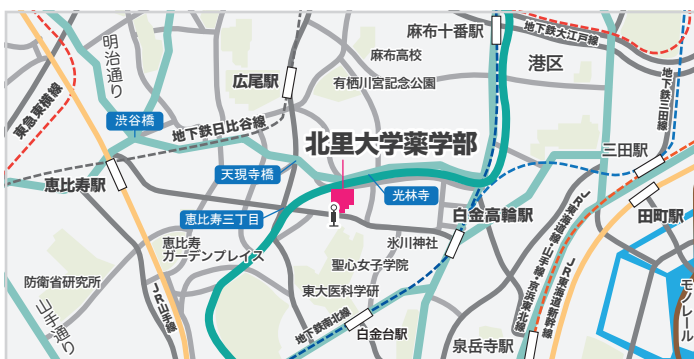 麻布十番駅
地下鉄大江戸線
明治通り
麻布高校
港区
広尾駅
有栖川宮記念公園
地下鉄三田線
東急東横線
渋谷橋
地下鉄日比谷線
北里大学薬学部
三田駅
天現寺橋
恵比寿駅
光林寺
恵比寿三丁目
白金高輪駅
田町駅
氷川神社
恵比寿
ガーデンプレイス
聖心女子学院
防衛省研究所
東大医科学研
JR東海道線・山手線・京浜東北線
JR東海道新幹線
モノレール
山手通り
JR山手線
地下鉄南北線
白金台駅
泉岳寺駅